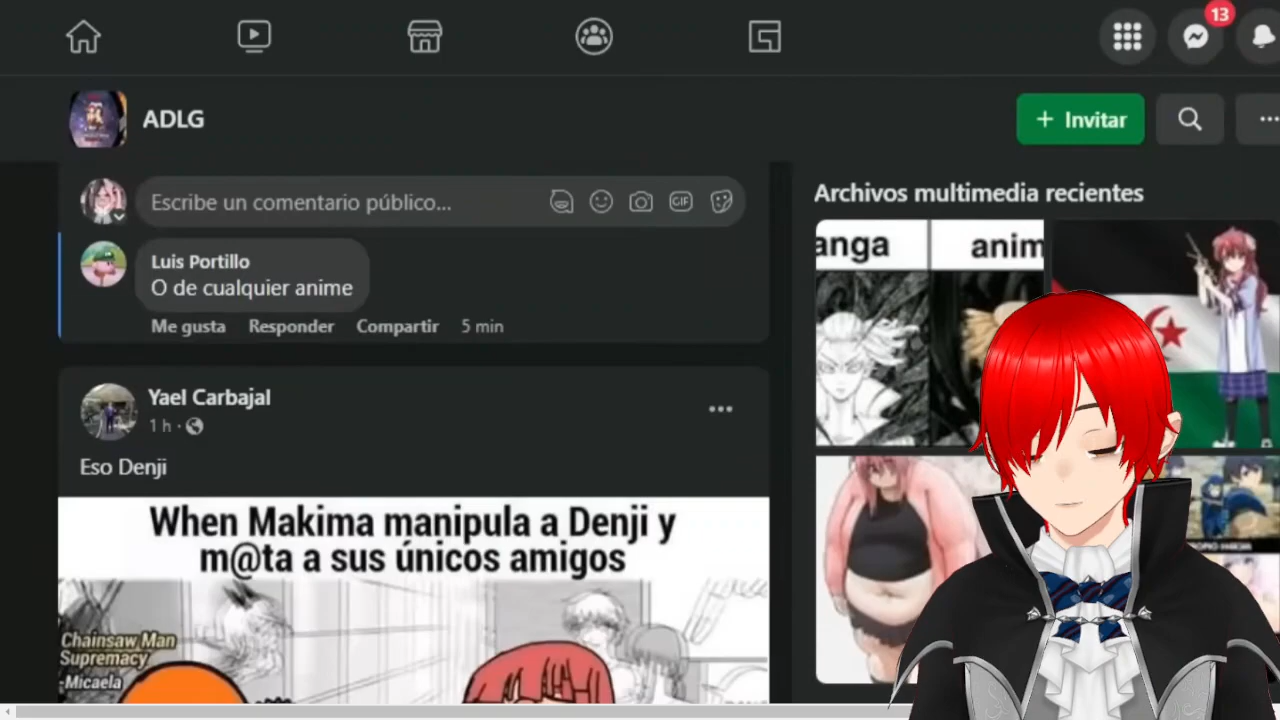 13
ADLG
+ Invitar
Escribe un comentario público...
GIF
Luis Portillo
O de cualquier anime
Me gusta Responder Compartir 5 min
Yael Carbajal
1 h ·
Eso Denji
When Makima manipula a Denji y
m@ta a sus únicos amigos
Chainsaw Man
Supremacy
-Micaela
Archivos multimedia recientes
anga
anim